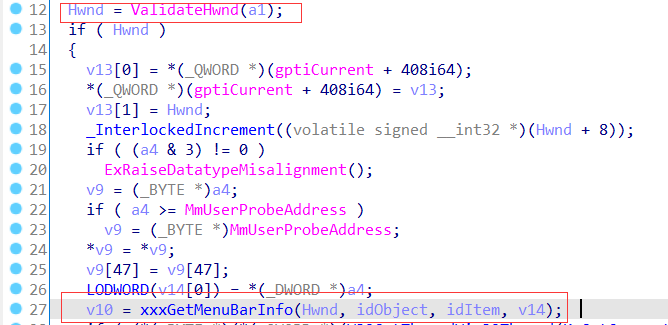 12 Hwnd = ValidateHwnd(a1);
13 if ( Hwnd )
14 {
15 v13[0] = *(_QWORD *)(gptiCurrent + 408i64);
16 *(_QWORD *)(gptiCurrent + 408i64) = v13;
17 v13[1] = Hwnd;
18 _InterlockedIncrement((volatile signed __int32 *)(Hwnd + 8));
19 if ( (a4 & 3) != 0 )
20 ExRaiseDatatypeMisalignment();
21 v9 = (_BYTE *)a4;
22 if ( a4 >= MmUserProbeAddress )
23 v9 = (_BYTE *)MmUserProbeAddress;
24 *v9 = *v9;
25 v9[47] = v9[47];
26 LODWORD(v14[0]) = *(_DWORD *)a4;
27 v10 = xxxGetMenuBarInfo(Hwnd, idObject, idItem, v14);